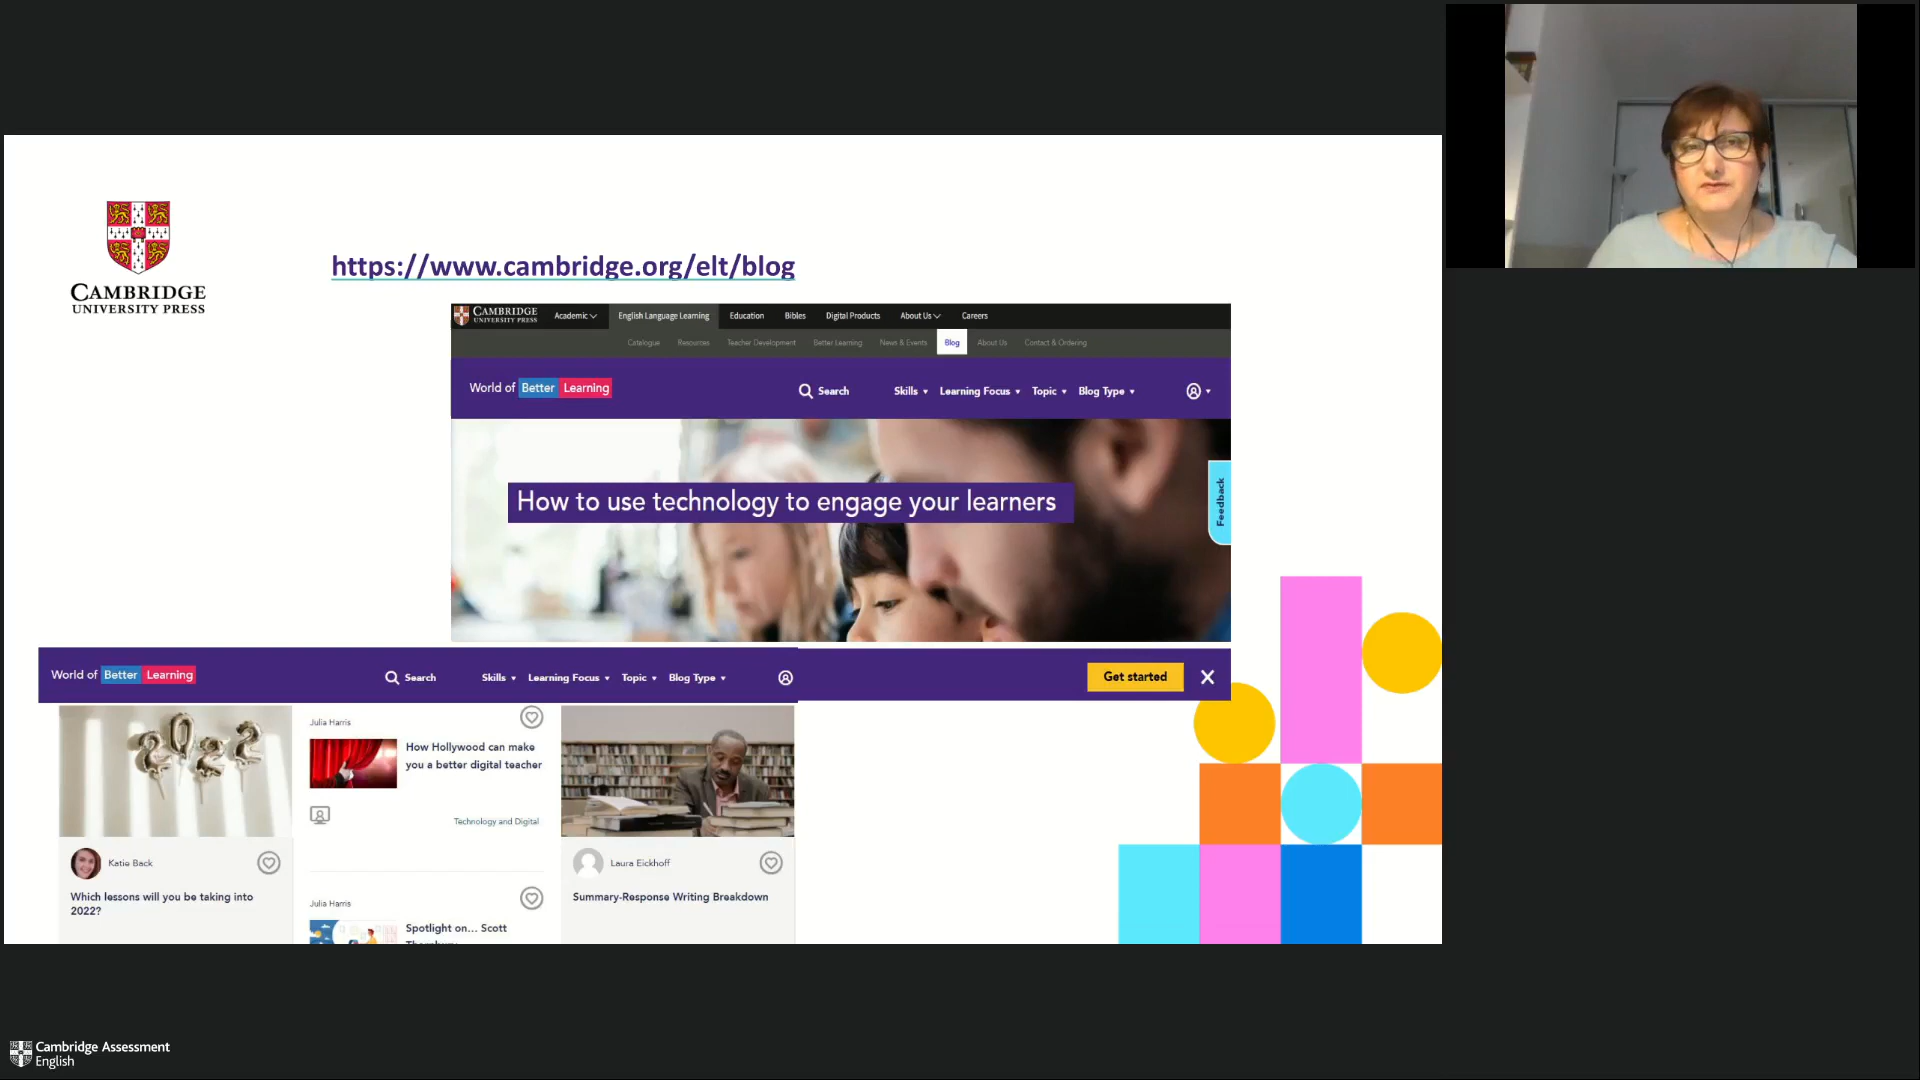 CAMBRIDGE
UNIVERSITY PRESS
https://www.cambridge.org/elt/blog
CAMBRIDGE
UNIVERSITY PRESS
Academic
English Language Learning
Education
Bibles
Digital Products
About Us
Careers
Catalogue
Resources
Teacher Development
Better Learning
News & Events
Blog
About Us
Contact & Ordering
World of Better Learning
Search
Skills
Learning Focus
Topic
Blog Type
How to use technology to engage your learners
Feedback
World of Better Learning
Search
Skills
Learning Focus
Topic
Blog Type
Get started
2022
Katie Back
Which lessons will you be taking into
2022?
Julia Harris
How Hollywood can make
you a better digital teacher
Technology and Digital
Julia Harris
Spotlight on... Scott
Laura Eickhoff
Summary-Response Writing Breakdown
Cambridge Assessment
English